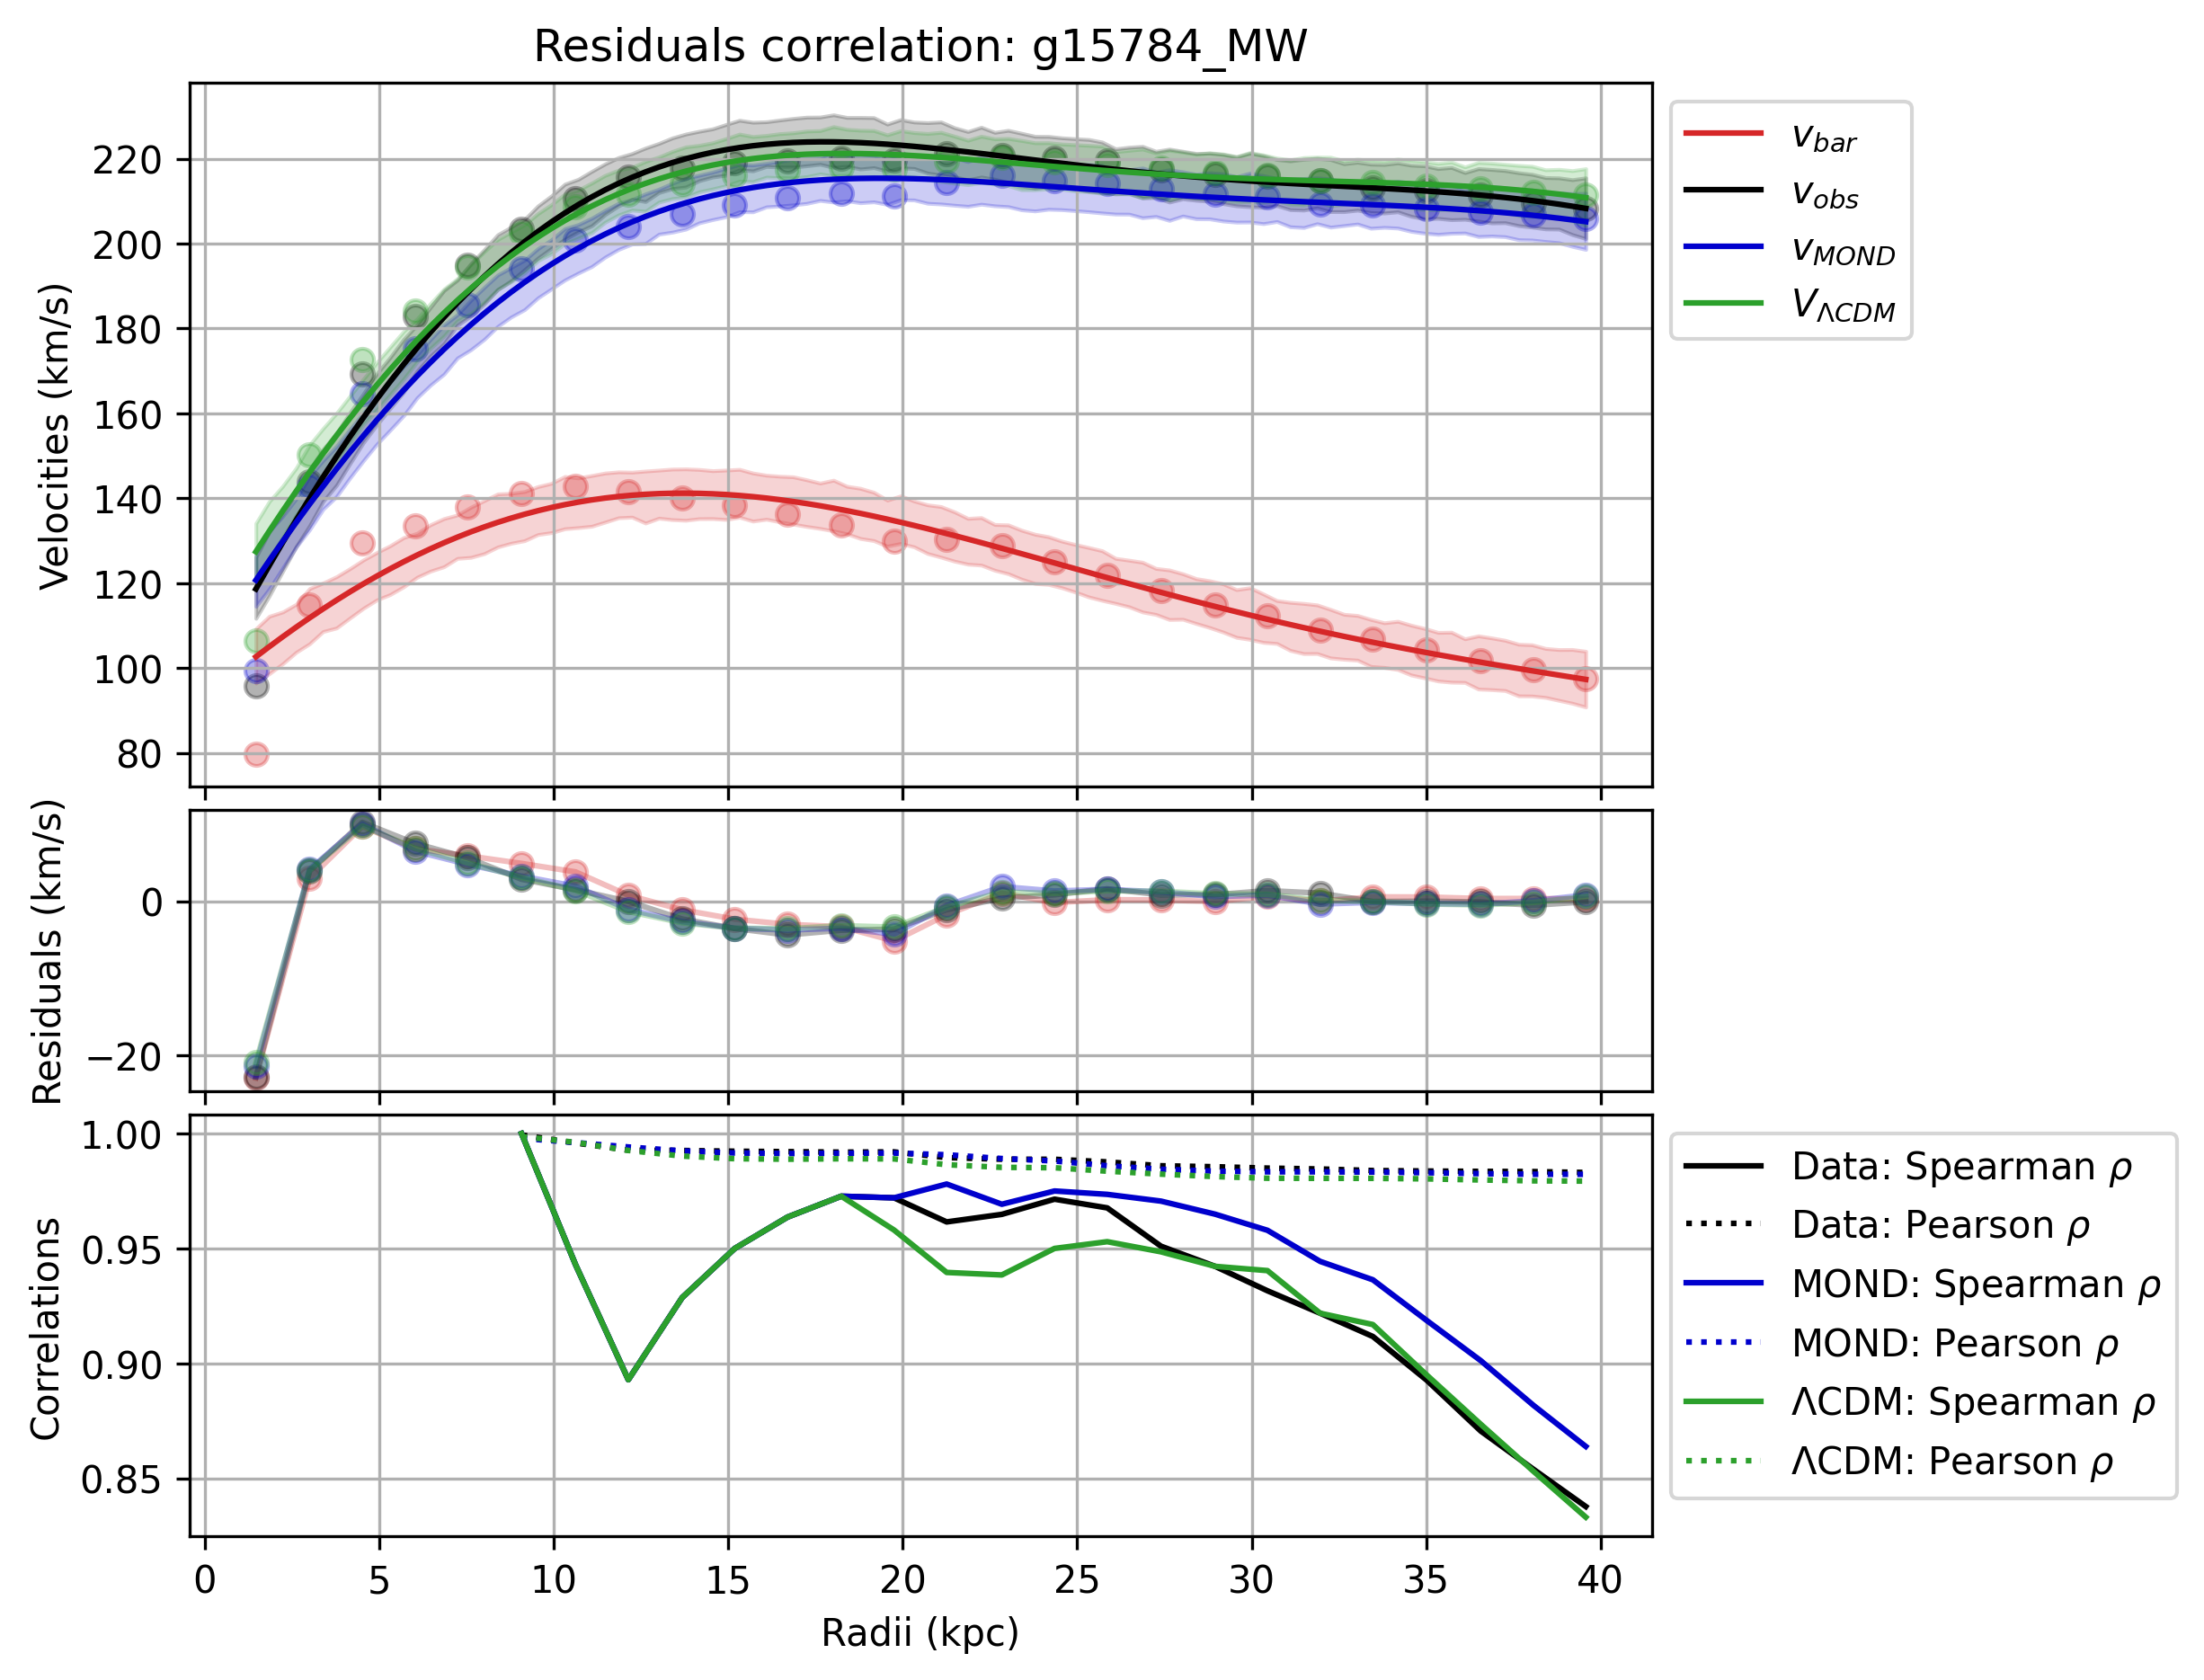 Residuals correlation: g15784_MW
Velocities (km/s)
220
200
180
160
140
120
100
80
v_bar
v_obs
v_MOND
V_ΛCDM
Residuals (km/s)
0
−20
Correlations
1.00
0.95
0.90
0.85
Data: Spearman ρ
Data: Pearson ρ
MOND: Spearman ρ
MOND: Pearson ρ
ΛCDM: Spearman ρ
ΛCDM: Pearson ρ
0 5 10 15 20 25 30 35 40
Radii (kpc)